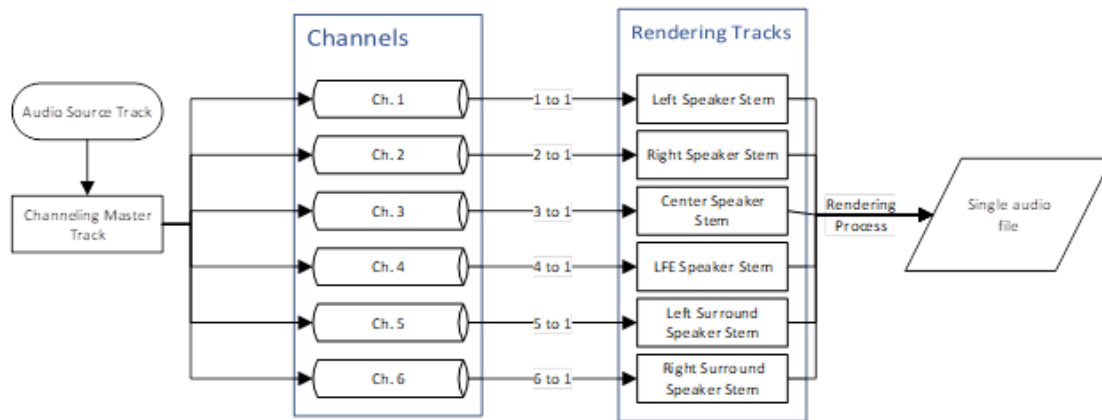 Channels
Rendering Tracks
Audio Source Track
Channeling Master
Track
Ch. 1
1 to 1
Left Speaker Stem
Ch. 2
2 to 1
Right Speaker Stem
Ch. 3
3 to 1
Center Speaker
Stem
Ch. 4
4 to 1
LFE Speaker Stem
Ch. 5
5 to 1
Left Surround
Speaker Stem
Ch. 6
6 to 1
Right Surround
Speaker Stem
Rendering
Process
Single audio
file